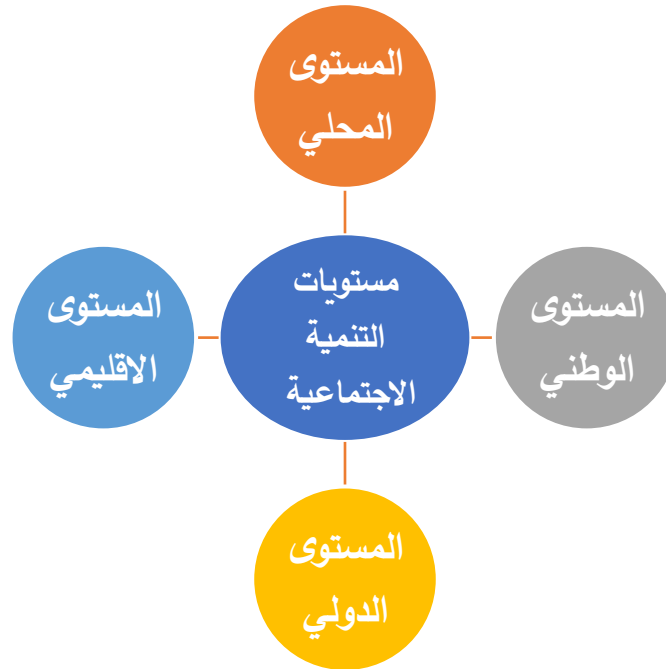 المستوى
المحلي
مستويات
التنمية
الاجتماعية
المستوى
الوطني
المستوى
الاقليمي
المستوى
الدولي